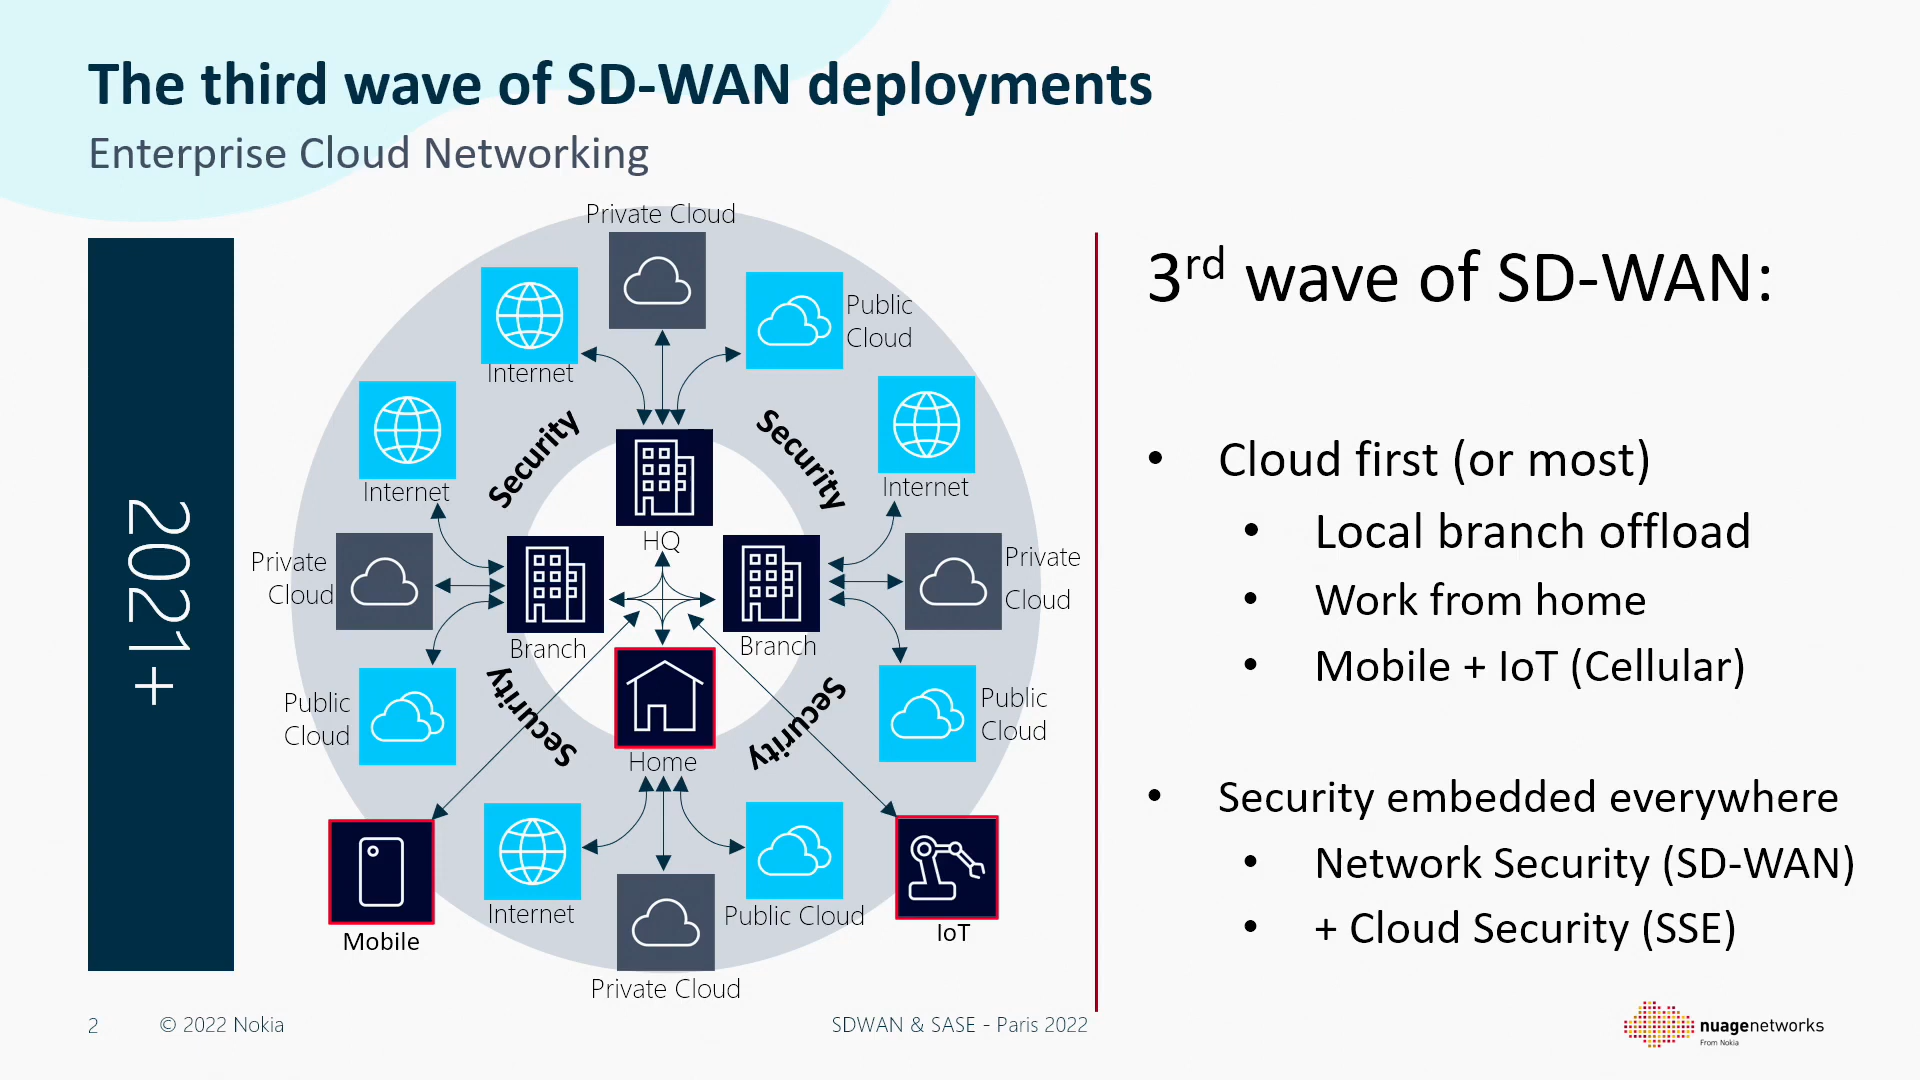 The third wave of SD-WAN deployments
Enterprise Cloud Networking
2021+
Private Cloud
Internet
Public
Cloud
Internet
Internet
Security
Security
HQ
Private
Cloud
Private
Cloud
Branch
Branch
Public
Cloud
Public
Cloud
Security
Security
Home
Mobile
Internet
Public Cloud
IoT
Private Cloud
3rd wave of SD-WAN:
• Cloud first (or most)
• Local branch offload
• Work from home
• Mobile + IoT (Cellular)
• Security embedded everywhere
• Network Security (SD-WAN)
• + Cloud Security (SSE)
2
© 2022 Nokia
SDWAN & SASE - Paris 2022
nuagenetworks
From Nokia